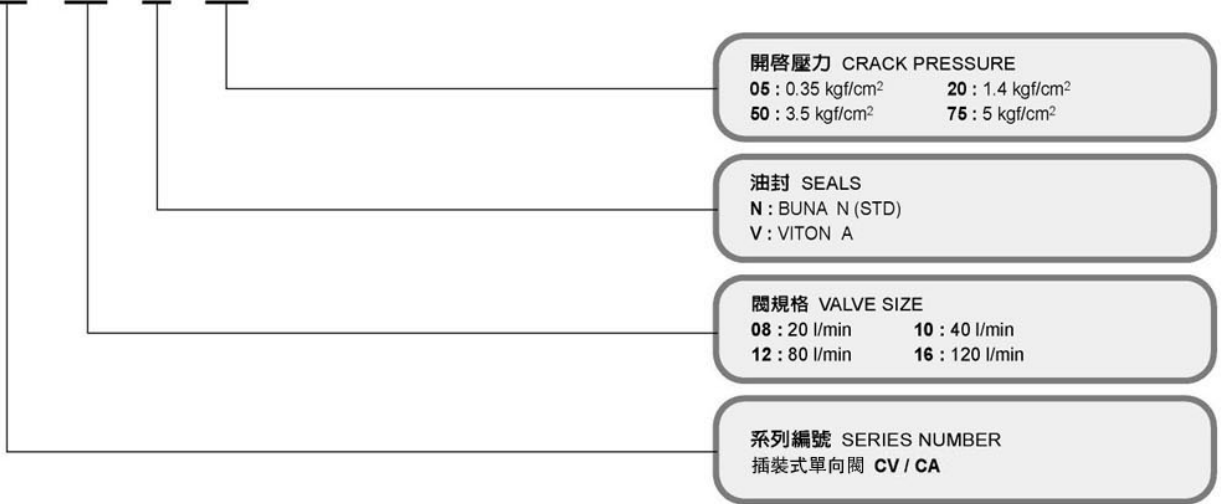 開啓壓力 CRACK PRESSURE
05 : 0.35 kgf/cm² 20 : 1.4 kgf/cm²
50 : 3.5 kgf/cm² 75 : 5 kgf/cm²
油封 SEALS
N : BUNA N (STD)
V : VITON A
閥規格 VALVE SIZE
08 : 20 l/min 10 : 40 l/min
12 : 80 l/min 16 : 120 l/min
系列編號 SERIES NUMBER
插裝式單向閥 CV / CA